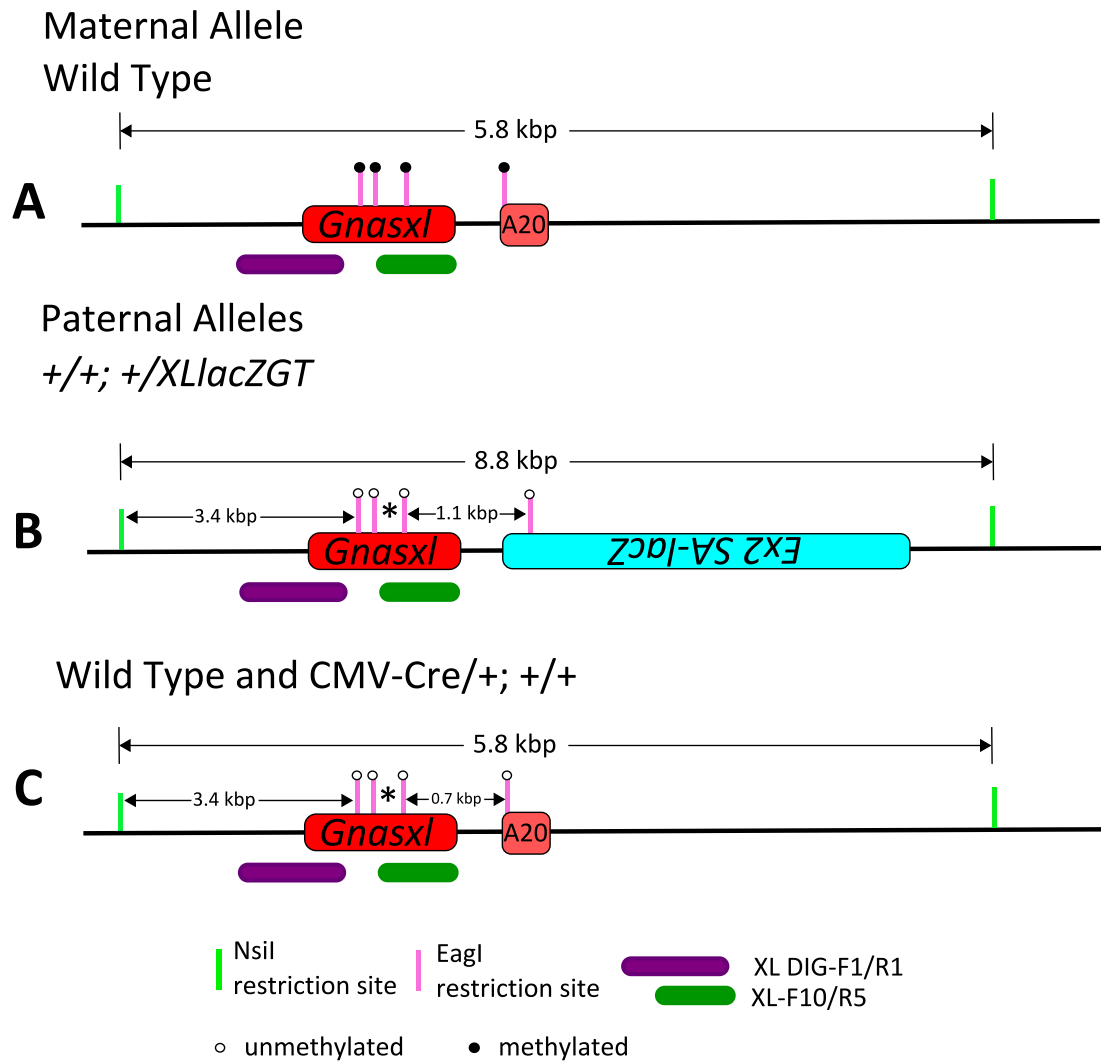 Maternal Allele
Wild Type
5.8 kbp
A
Gnasxl
A20
Paternal Alleles
+/+; +/XLlacZGT
8.8 kbp
3.4 kbp
*
1.1 kbp
B
Gnasxl
Ex2 SA-lacZ
Wild Type and CMV-Cre/+; +/+
5.8 kbp
C
3.4 kbp
*
0.7 kbp
Gnasxl
A20
NsiI
restriction site
EagI
restriction site
XL DIG-F1/R1
XL-F10/R5
unmethylated
methylated